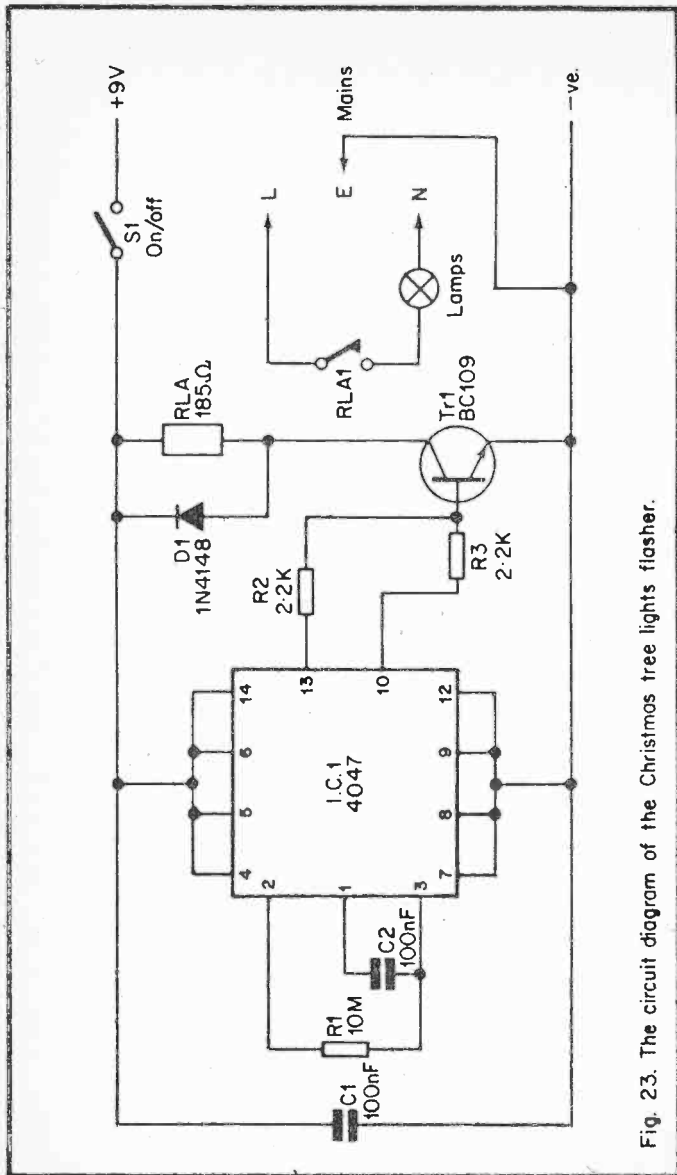 +9V
S1
On/off
RLA
185Ω
D1
1N4148
L
E
N
Mains
RLA1
Lamps
Tr1
BC109
R2
2·2K
R3
2·2K
14
6
5
4
13
10
I.C.1
4047
2
1
3
12
9
8
7
C2
100nF
R1
10M
C1
100nF
-ve.
Fig. 23. The circuit diagram of the Christmas tree lights flasher.